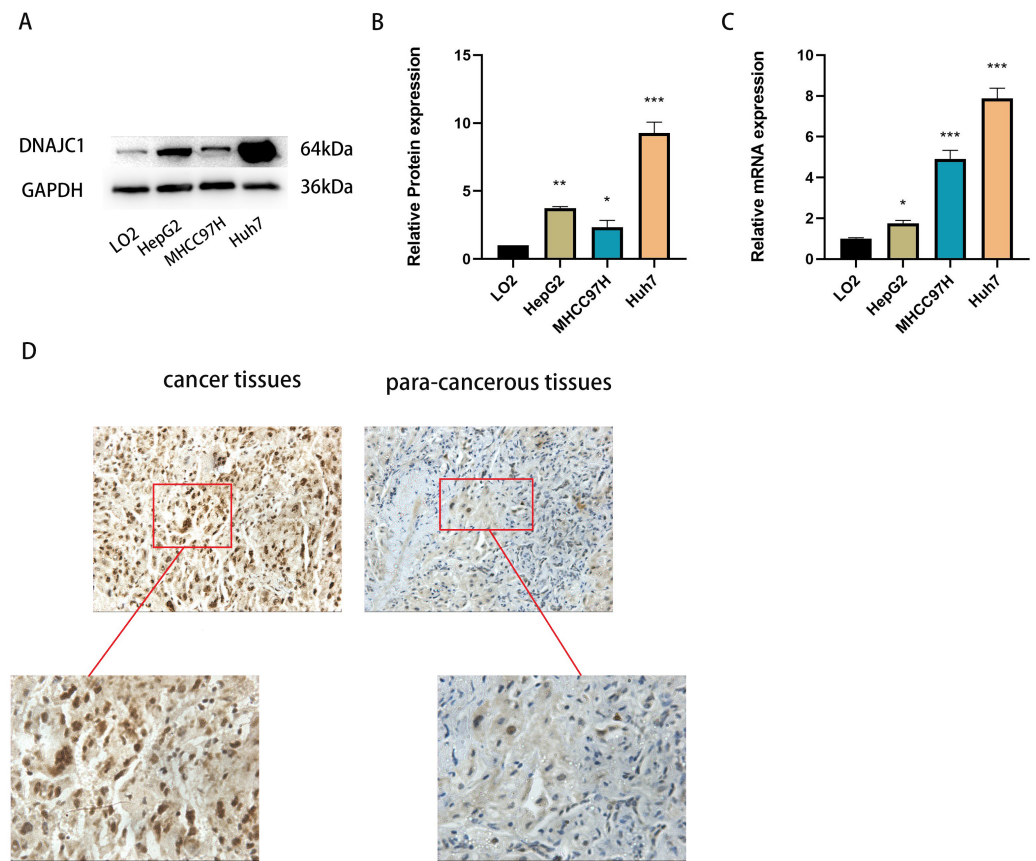 A
DNAJC1
64kDa
GAPDH
36kDa
LO2
HepG2
MHCC97H
Huh7
B
Relative Protein expression
15
10
5
0
**
*
***
LO2
HepG2
MHCC97H
Huh7
C
Relative mRNA expression
10
8
6
4
2
0
*
***
***
LO2
HepG2
MHCC97H
Huh7
D
cancer tissues
para-cancerous tissues